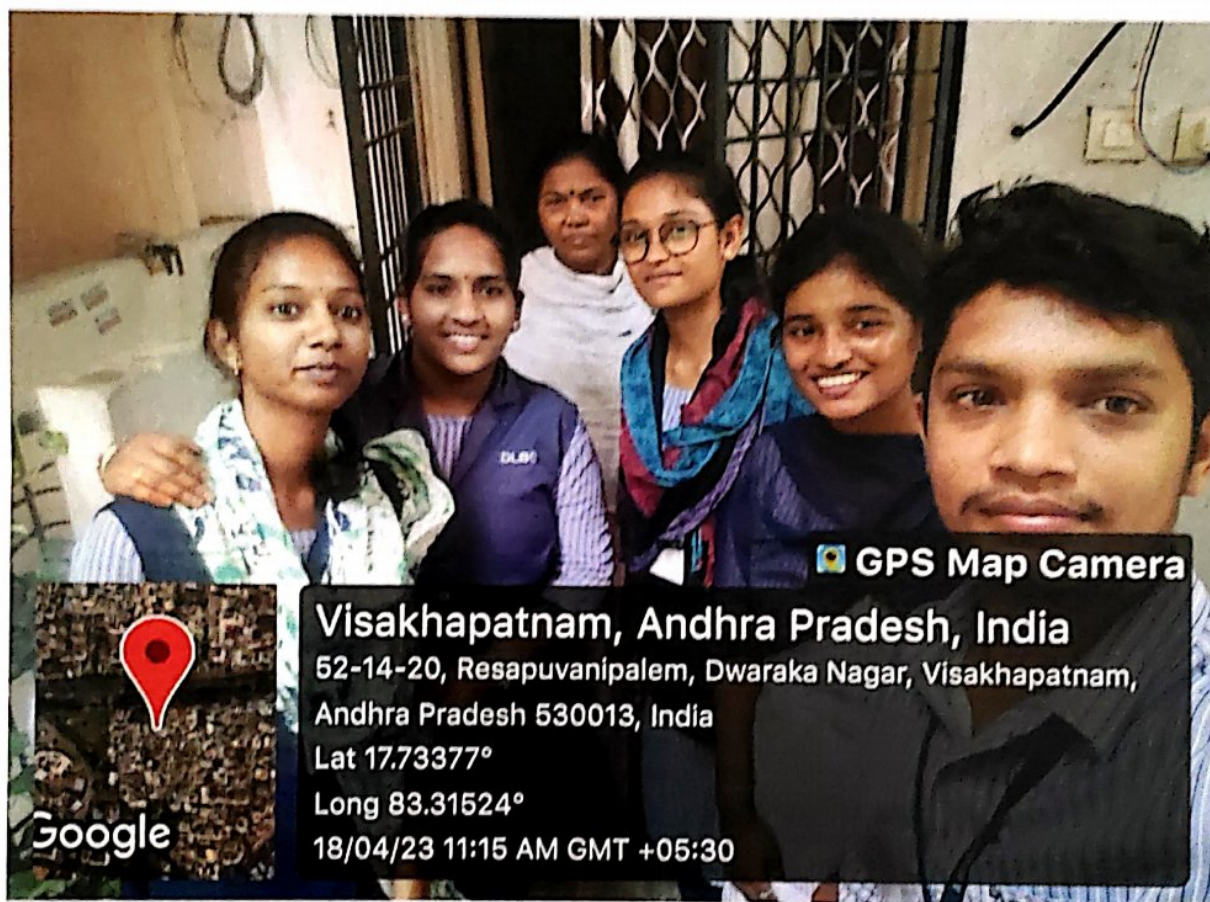 DLB
GPS Map Camera
Visakhapatnam, Andhra Pradesh, India
52-14-20, Resapuvanipalem, Dwaraka Nagar, Visakhapatnam,
Andhra Pradesh 530013, India
Lat 17.73377°
Long 83.31524°
18/04/23 11:15 AM GMT +05:30
Google